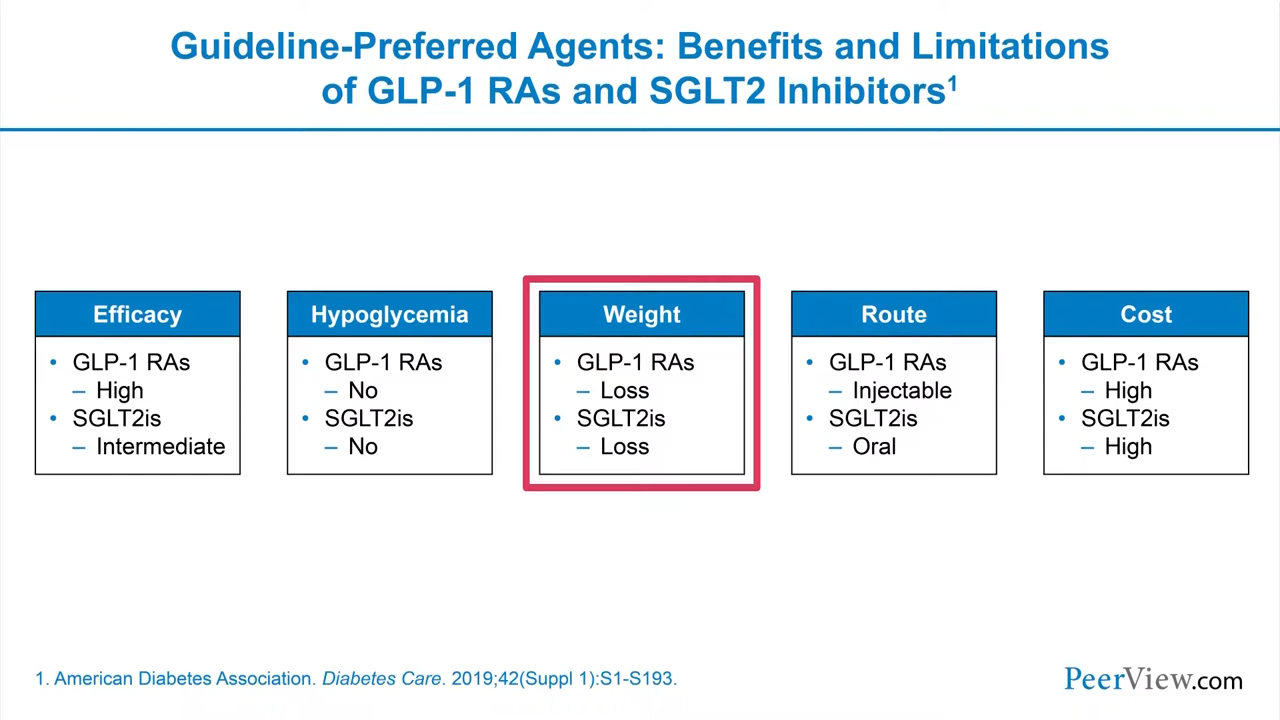 Guideline-Preferred Agents: Benefits and Limitations
of GLP-1 RAs and SGLT2 Inhibitors¹
Efficacy
• GLP-1 RAs
– High
• SGLT2is
– Intermediate
Hypoglycemia
• GLP-1 RAs
– No
• SGLT2is
– No
Weight
• GLP-1 RAs
– Loss
• SGLT2is
– Loss
Route
• GLP-1 RAs
– Injectable
• SGLT2is
– Oral
Cost
• GLP-1 RAs
– High
• SGLT2is
– High
1. American Diabetes Association. Diabetes Care. 2019;42(Suppl 1):S1-S193.
PeerView.com